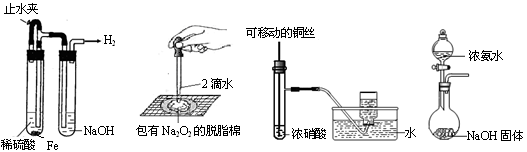 止水夹
H₂
稀硫酸
Fe
NaOH
2滴水
包有Na₂O₂的脱脂棉
可移动的铜丝
浓硝酸
水
浓氨水
NaOH固体